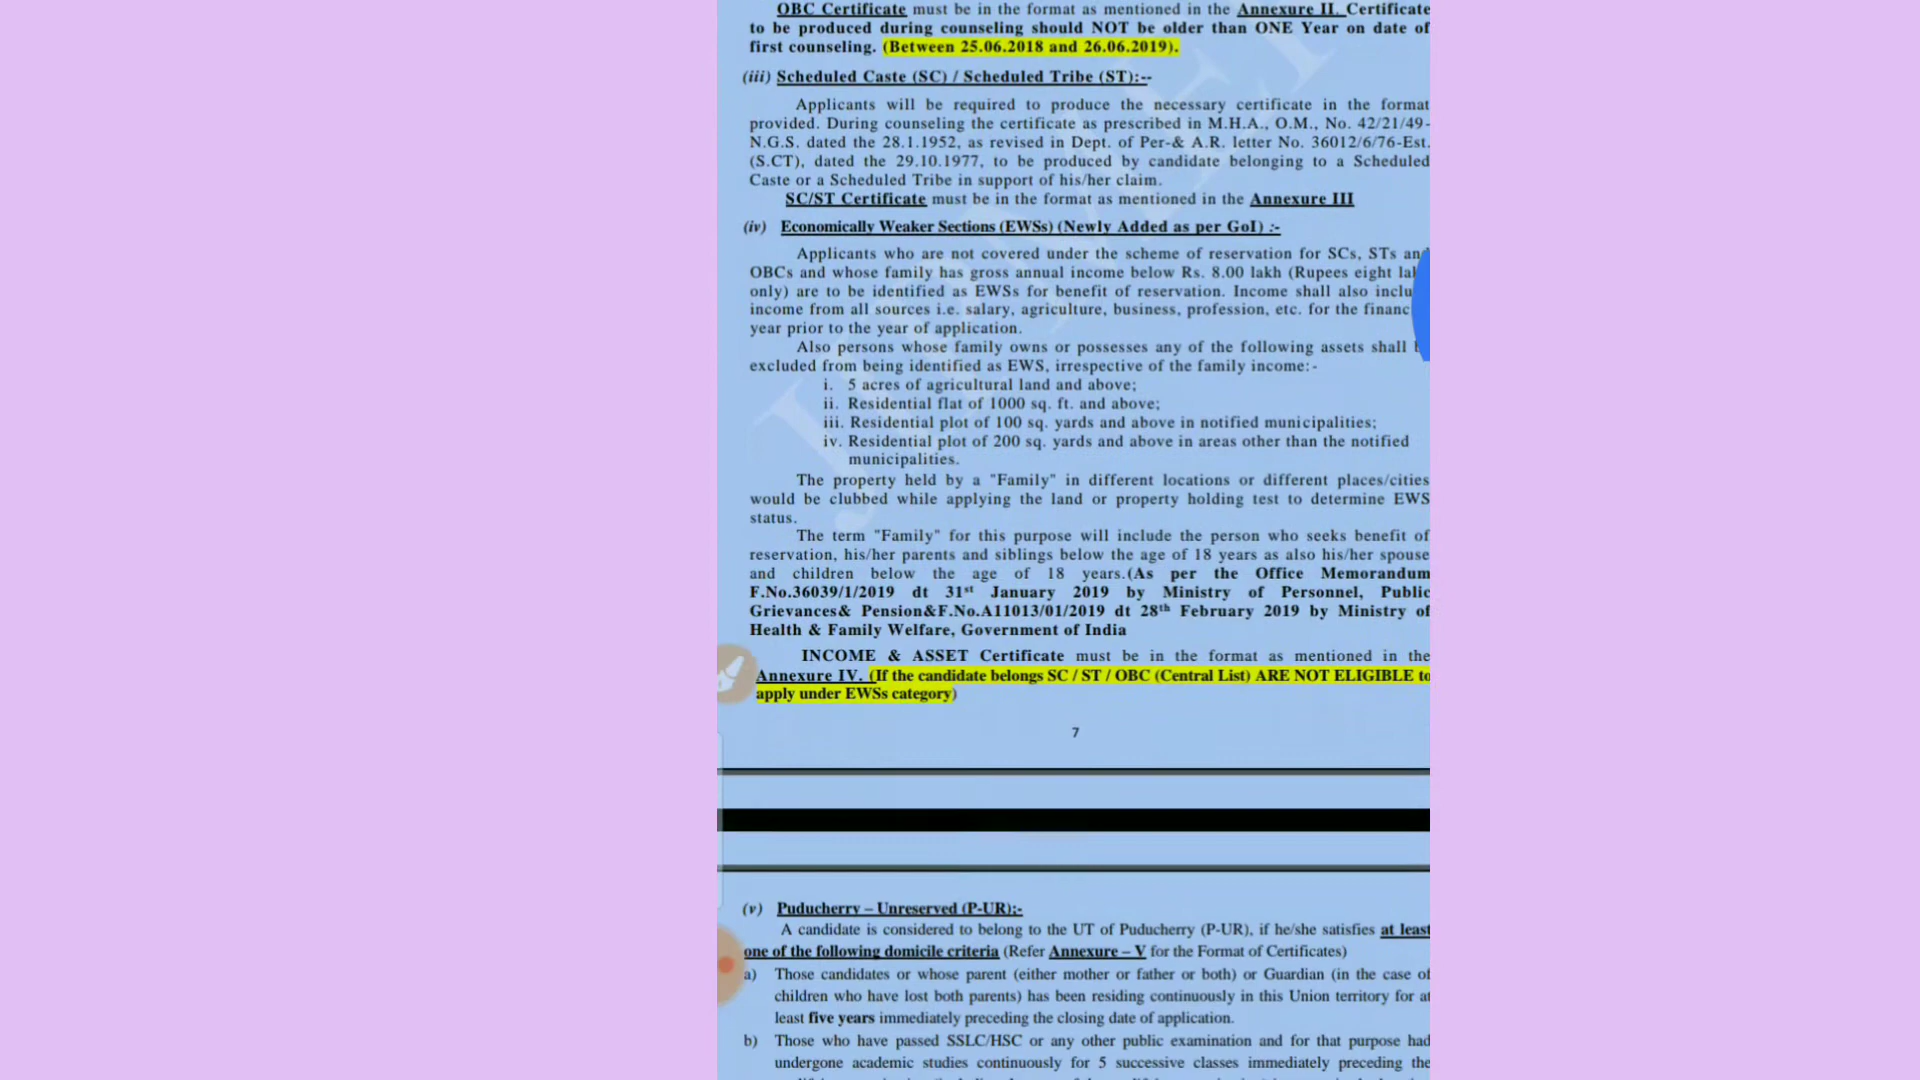 OBC Certificate must be in the format as mentioned in the Annexure II. Certificate
to be produced during counseling should NOT be older than ONE Year on date of
first counseling. (Between 25.06.2018 and 26.06.2019).
(iii) Scheduled Caste (SC) / Scheduled Tribe (ST):--
Applicants will be required to produce the necessary certificate in the format
provided. During counseling the certificate as prescribed in M.H.A., O.M., No. 42/21/49-
N.G.S. dated the 28.1.1952, as revised in Dept. of Per-& A.R. letter No. 36012/6/76-Est.
(S.CT), dated the 29.10.1977, to be produced by candidate belonging to a Scheduled
Caste or a Scheduled Tribe in support of his/her claim.
SC/ST Certificate must be in the format as mentioned in the Annexure III
(iv) Economically Weaker Sections (EWSs) (Newly Added as per GoI) :-
Applicants who are not covered under the scheme of reservation for SCs, STs an
OBCs and whose family has gross annual income below Rs. 8.00 lakh (Rupees eight la
only) are to be identified as EWSs for benefit of reservation. Income shall also inclu
income from all sources i.e. salary, agriculture, business, profession, etc. for the financ
year prior to the year of application.
Also persons whose family owns or possesses any of the following assets shall
excluded from being identified as EWS, irrespective of the family income:-
i. 5 acres of agricultural land and above;
ii. Residential flat of 1000 sq. ft. and above;
iii. Residential plot of 100 sq. yards and above in notified municipalities;
iv. Residential plot of 200 sq. yards and above in areas other than the notified
municipalities.
The property held by a "Family" in different locations or different places/cities
would be clubbed while applying the land or property holding test to determine EWS
status.
The term "Family" for this purpose will include the person who seeks benefit of
reservation, his/her parents and siblings below the age of 18 years as also his/her spouse
and children below the age of 18 years.(As per the Office Memorandum
F.No.36039/1/2019 dt 31st January 2019 by Ministry of Personnel, Public
Grievances& Pension&F.No.A11013/01/2019 dt 28th February 2019 by Ministry of
Health & Family Welfare, Government of India
INCOME & ASSET Certificate must be in the format as mentioned in the
Annexure IV. (If the candidate belongs SC / ST / OBC (Central List) ARE NOT ELIGIBLE to
apply under EWSs category)
7
(v) Puducherry – Unreserved (P-UR):-
A candidate is considered to belong to the UT of Puducherry (P-UR), if he/she satisfies at least
one of the following domicile criteria (Refer Annexure – V for the Format of Certificates)
a) Those candidates or whose parent (either mother or father or both) or Guardian (in the case of
children who have lost both parents) has been residing continuously in this Union territory for at
least five years immediately preceding the closing date of application.
b) Those who have passed SSLC/HSC or any other public examination and for that purpose had
undergone academic studies continuously for 5 successive classes immediately preceding the